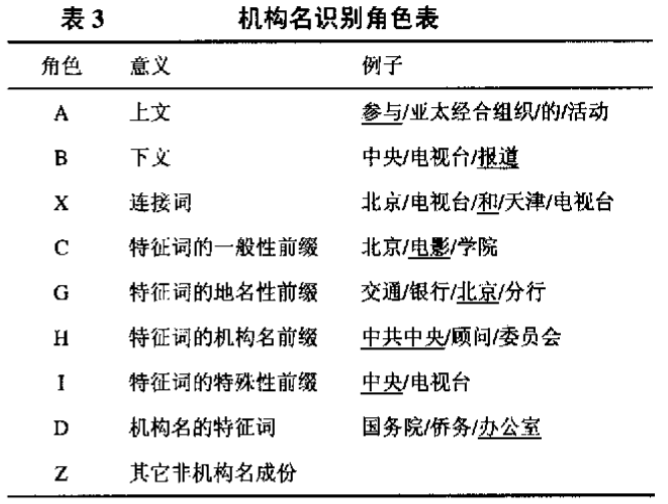 表 3 机构名识别角色表
角色 意义 例子
A 上文 参与/亚太经合组织/的/活动
B 下文 中央/电视台/报道
X 连接词 北京/电视台/和/天津/电视台
C 特征词的一般性前缀 北京/电影/学院
G 特征词的地名性前缀 交通/银行/北京/分行
H 特征词的机构名前缀 中共中央/顾问/委员会
I 特征词的特殊性前缀 中央/电视台
D 机构名的特征词 国务院/侨务/办公室
Z 其它非机构名成份